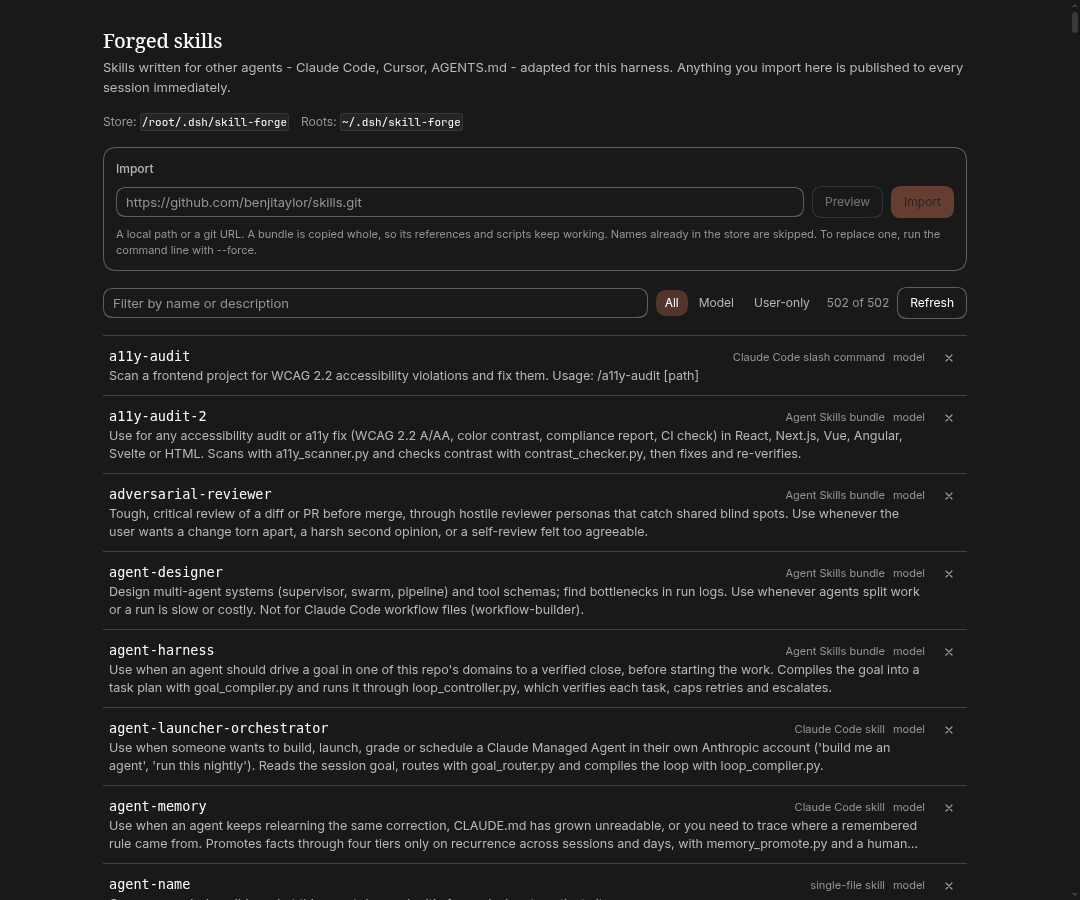 Forged skills
Skills written for other agents - Claude Code, Cursor, AGENTS.md - adapted for this harness. Anything you import here is published to every
session immediately.
Store: /root/.dsh/skill-forge Roots: ~/.dsh/skill-forge
Import
https://github.com/benjitaylor/skills.git Preview Import
A local path or a git URL. A bundle is copied whole, so its references and scripts keep working. Names already in the store are skipped. To replace one, run the
command line with --force.
Filter by name or description All Model User-only 502 of 502 Refresh
a11y-audit Claude Code slash command model ×
Scan a frontend project for WCAG 2.2 accessibility violations and fix them. Usage: /a11y-audit [path]
a11y-audit-2 Agent Skills bundle model ×
Use for any accessibility audit or a11y fix (WCAG 2.2 A/AA, color contrast, compliance report, CI check) in React, Next.js, Vue, Angular,
Svelte or HTML. Scans with a11y_scanner.py and checks contrast with contrast_checker.py, then fixes and re-verifies.
adversarial-reviewer Agent Skills bundle model ×
Tough, critical review of a diff or PR before merge, through hostile reviewer personas that catch shared blind spots. Use whenever the
user wants a change torn apart, a harsh second opinion, or a self-review felt too agreeable.
agent-designer Agent Skills bundle model ×
Design multi-agent systems (supervisor, swarm, pipeline) and tool schemas; find bottlenecks in run logs. Use whenever agents split work
or a run is slow or costly. Not for Claude Code workflow files (workflow-builder).
agent-harness Agent Skills bundle model ×
Use when an agent should drive a goal in one of this repo's domains to a verified close, before starting the work. Compiles the goal into a
task plan with goal_compiler.py and runs it through loop_controller.py, which verifies each task, caps retries and escalates.
agent-launcher-orchestrator Claude Code skill model ×
Use when someone wants to build, launch, grade or schedule a Claude Managed Agent in their own Anthropic account ('build me an
agent', 'run this nightly'). Reads the session goal, routes with goal_router.py and compiles the loop with loop_compiler.py.
agent-memory Claude Code skill model ×
Use when an agent keeps relearning the same correction, CLAUDE.md has grown unreadable, or you need to trace where a remembered
rule came from. Promotes facts through four tiers only on recurrence across sessions and days, with memory_promote.py and a human...
agent-name single-file skill model ×